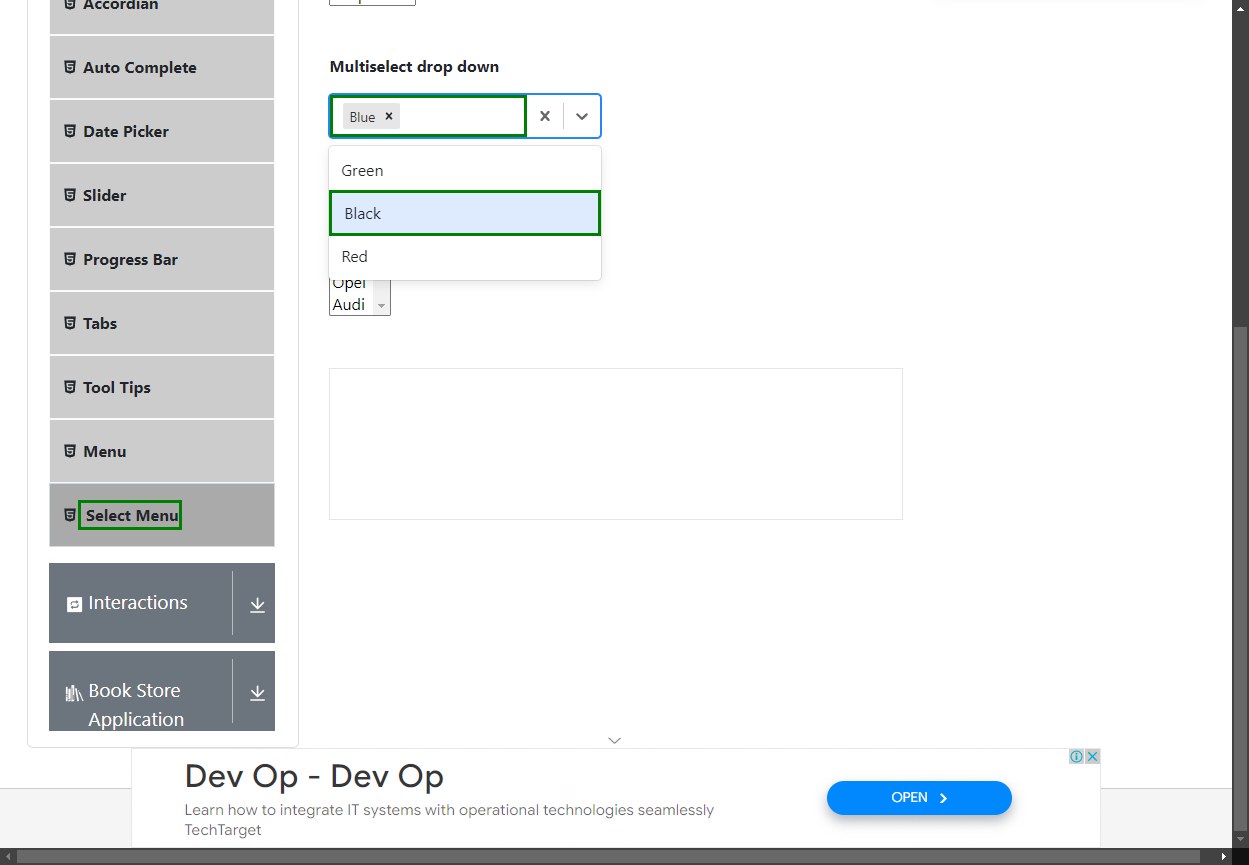 Accordian
Auto Complete
Date Picker
Slider
Progress Bar
Tabs
Tool Tips
Menu
Select Menu
Interactions
Book Store
Application
Multiselect drop down
Blue
Green
Black
Red
Opel
Audi
Dev Op - Dev Op
Learn how to integrate IT systems with operational technologies seamlessly
TechTarget
OPEN